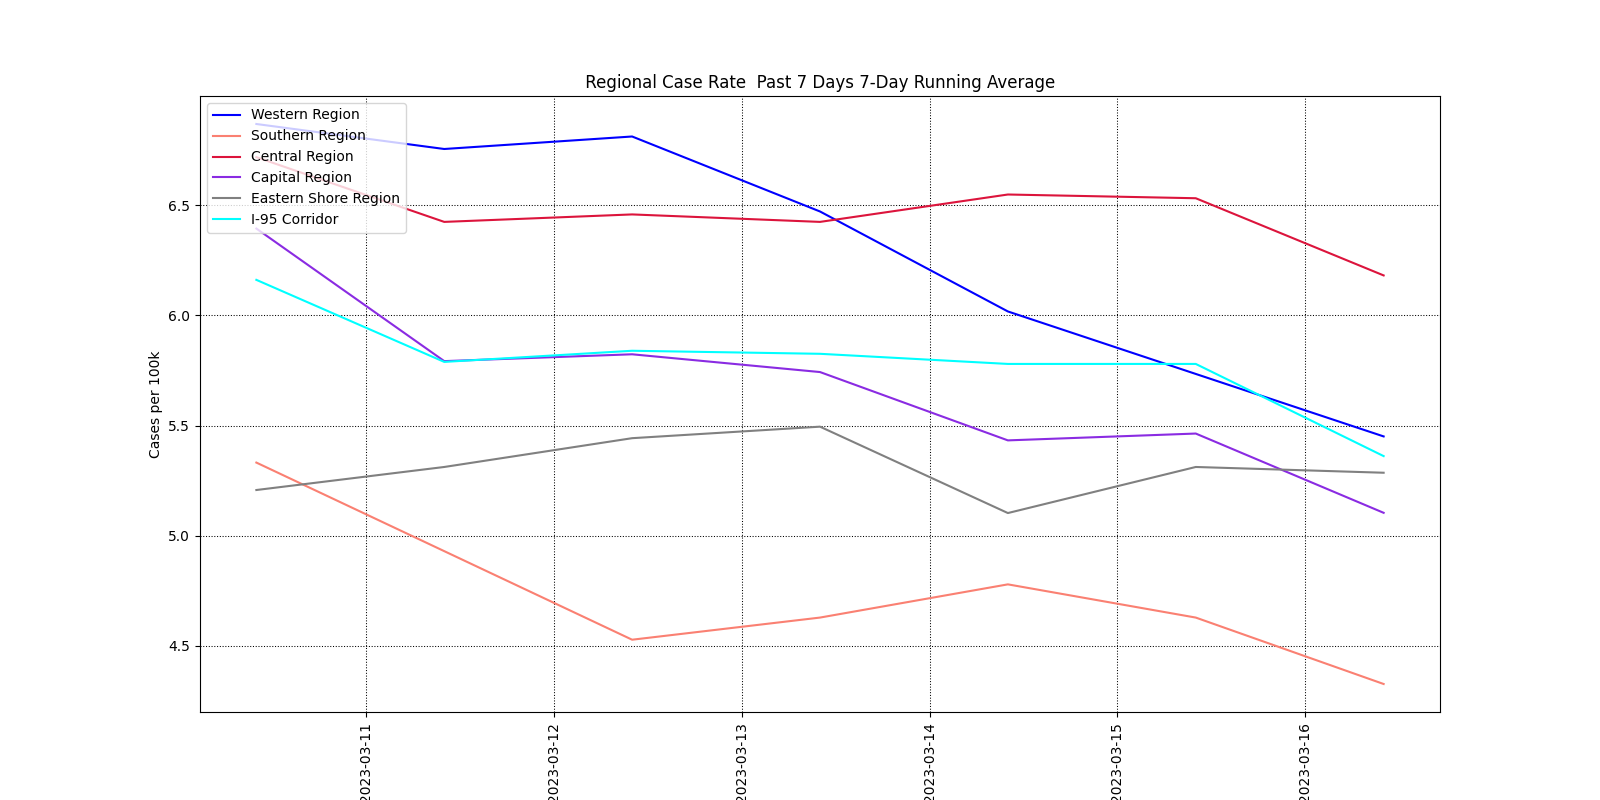 Regional Case Rate  Past 7 Days 7-Day Running Average
Western Region
Southern Region
Central Region
Capital Region
Eastern Shore Region
I-95 Corridor
Cases per 100k
6.5
6.0
5.5
5.0
4.5
2023-03-11
2023-03-12
2023-03-13
2023-03-14
2023-03-15
2023-03-16